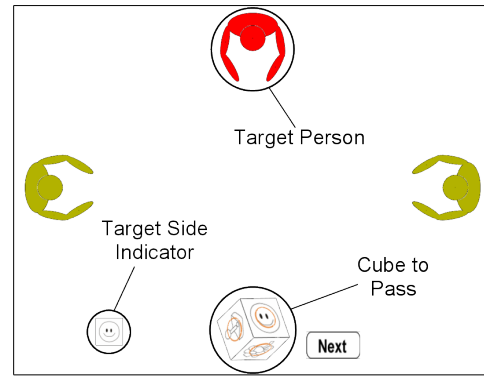 Target Person
Target Side
Indicator
Cube to
Pass
Next